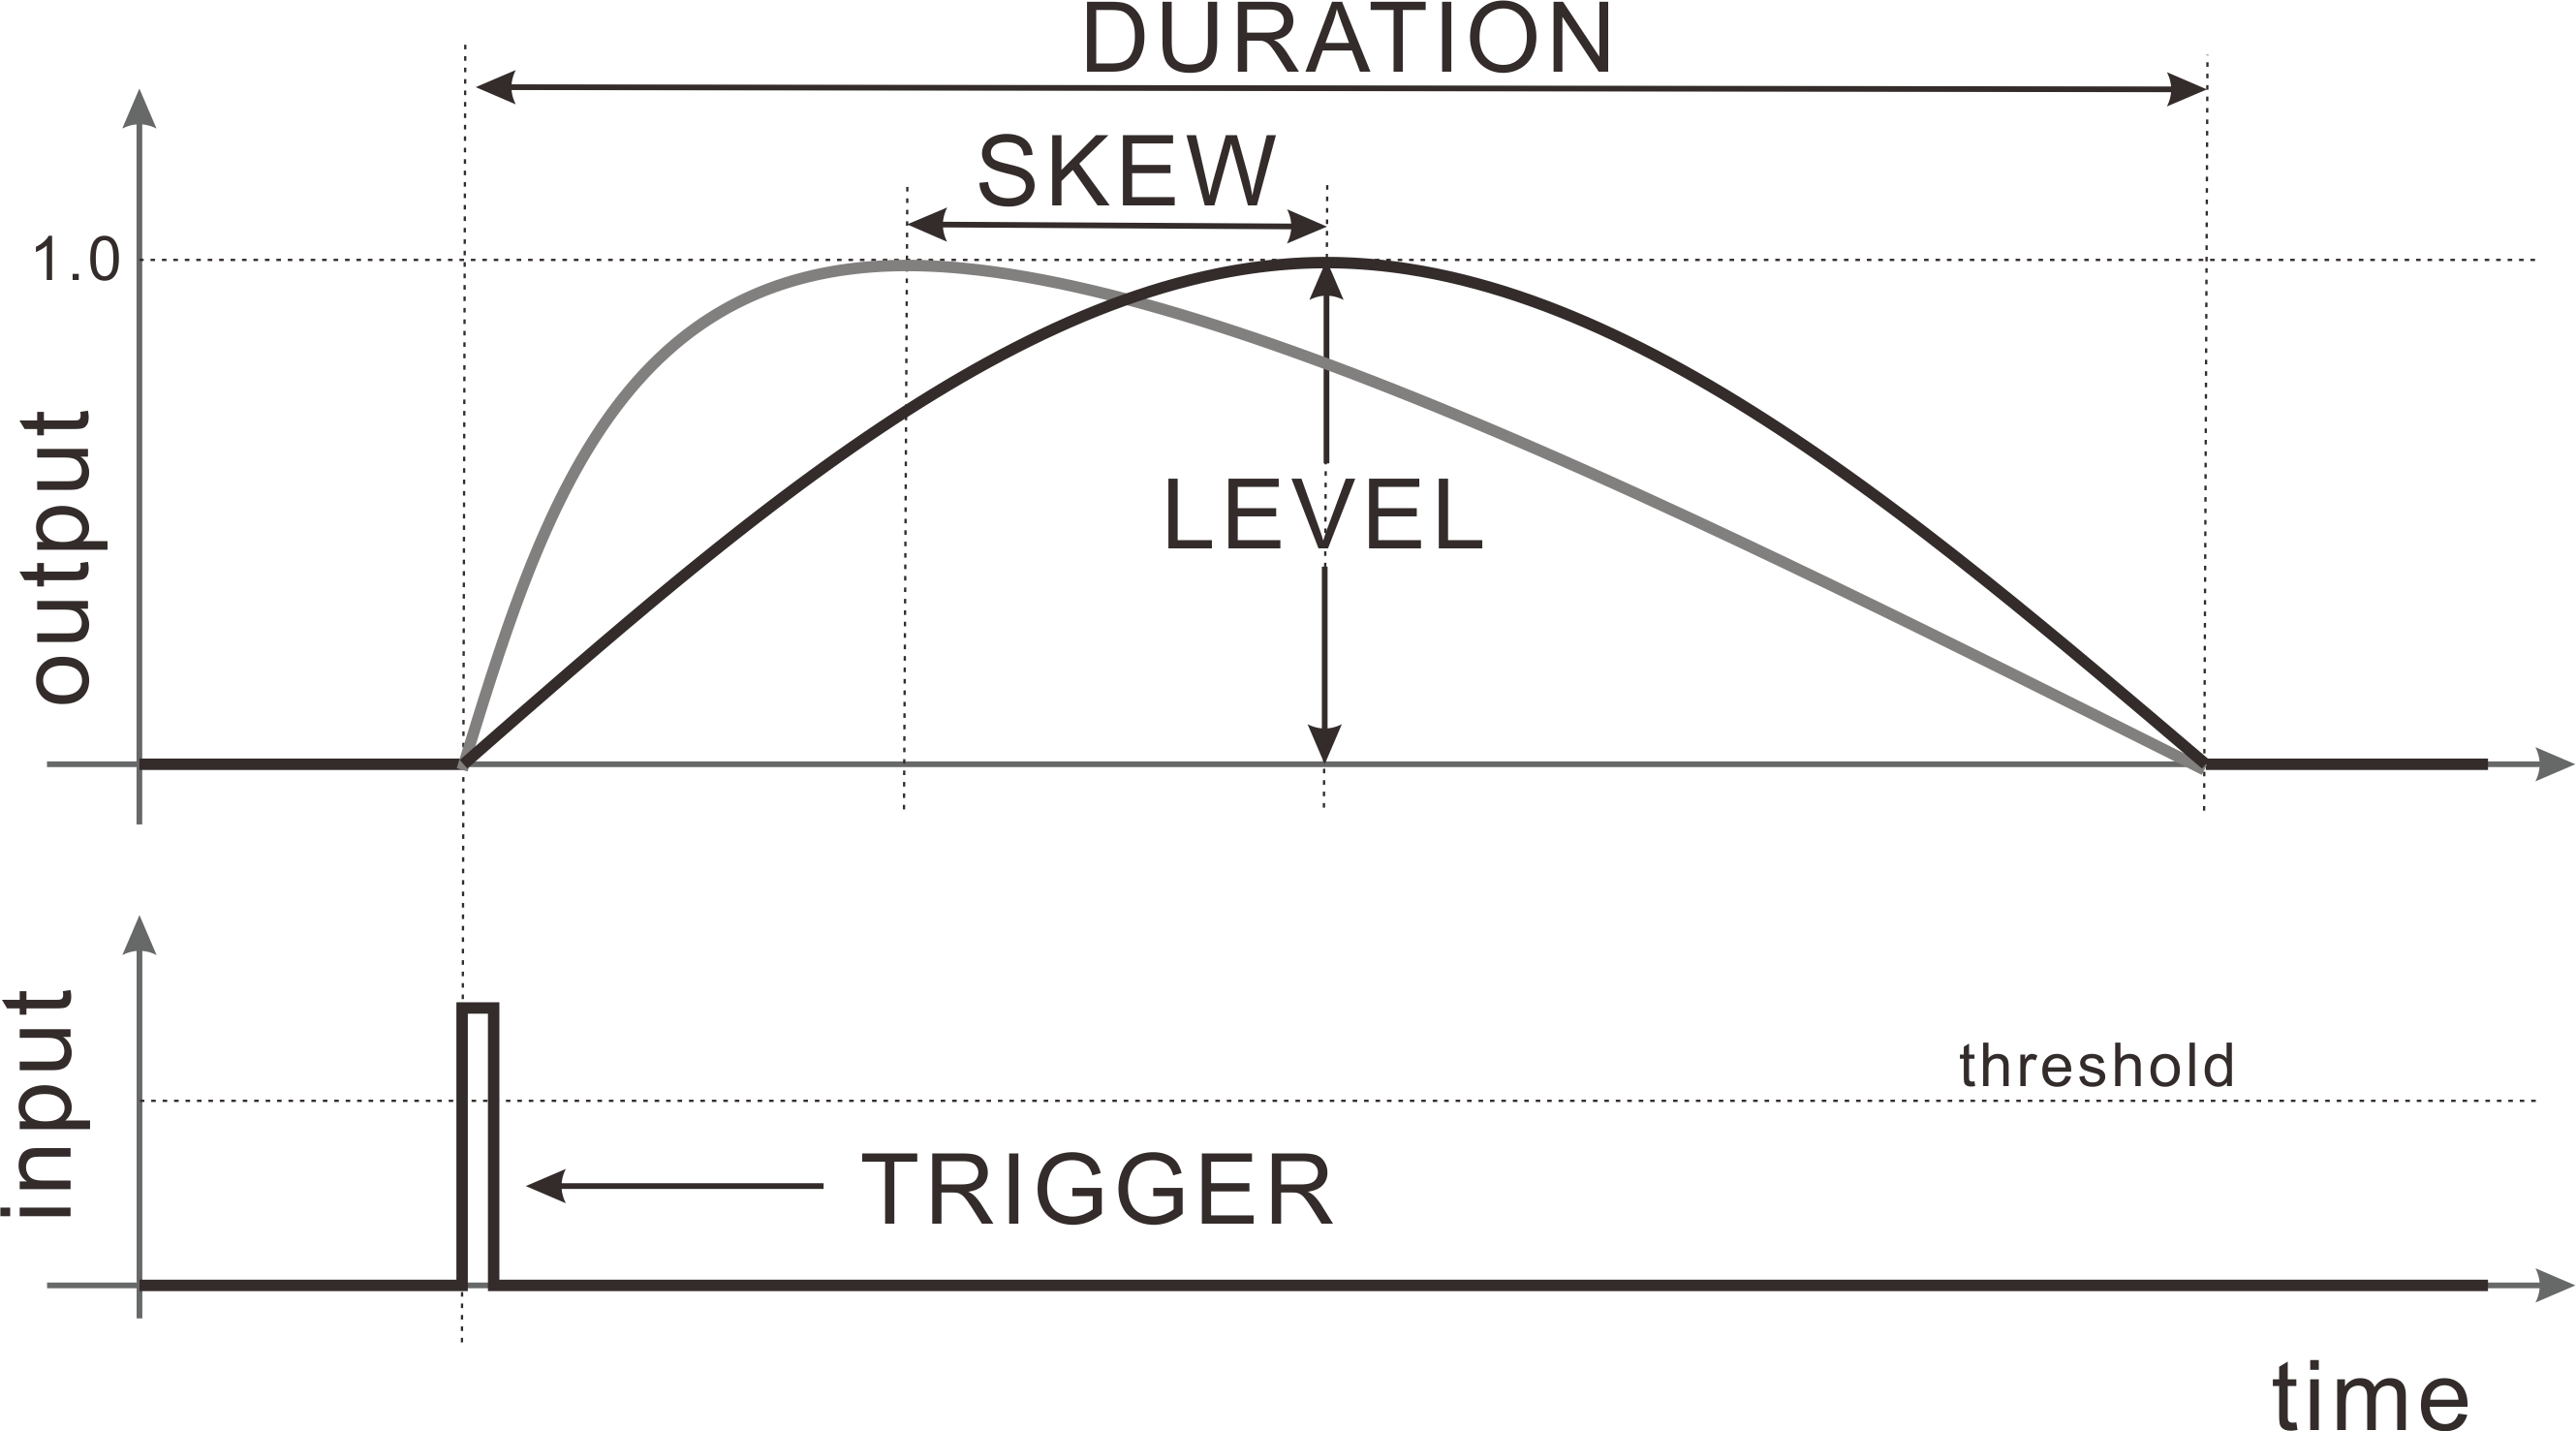 DURATION
SKEW
1.0
output
LEVEL
input
threshold
TRIGGER
time